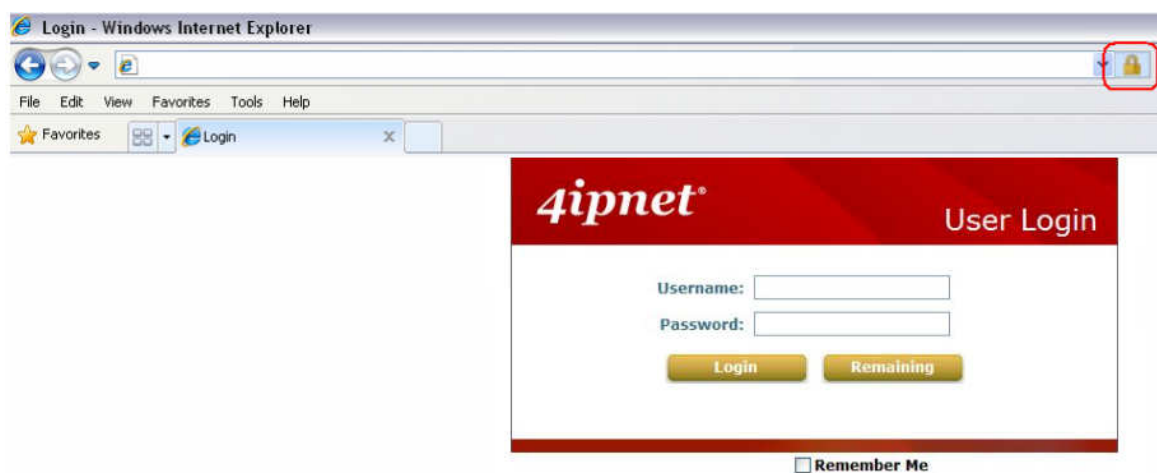 Login - Windows Internet Explorer
File Edit View Favorites Tools Help
Favorites Login
4ipnet®
User Login
Username:
Password:
Login Remaining
Remember Me